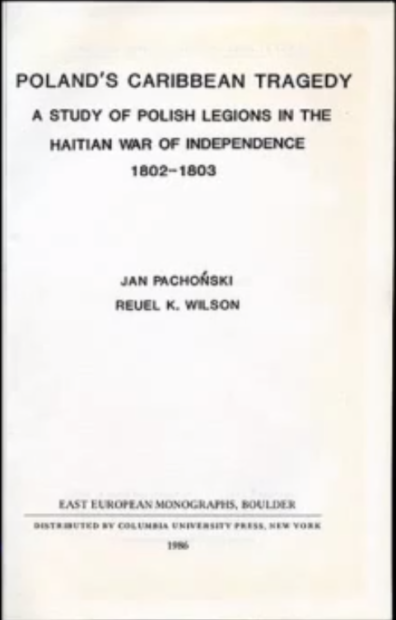 POLAND'S CARIBBEAN TRAGEDY
A STUDY OF POLISH LEGIONS IN THE
HAITIAN WAR OF INDEPENDENCE
1802–1803
JAN PACHOŃSKI
REUEL K. WILSON
EAST EUROPEAN MONOGRAPHS, BOULDER
DISTRIBUTED BY COLUMBIA UNIVERSITY PRESS, NEW YORK
1986